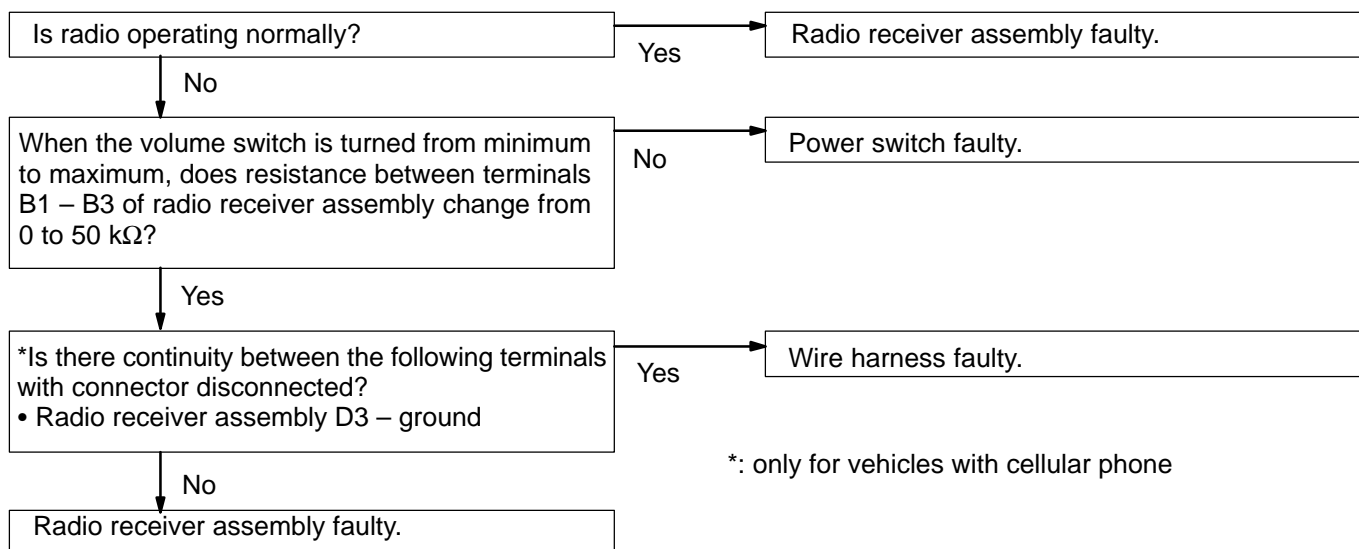 Is radio operating normally?
Yes
Radio receiver assembly faulty.
No
When the volume switch is turned from minimum
to maximum, does resistance between terminals
B1 – B3 of radio receiver assembly change from
0 to 50 kΩ?
No
Power switch faulty.
Yes
*Is there continuity between the following terminals
with connector disconnected?
• Radio receiver assembly D3 – ground
Yes
Wire harness faulty.
*: only for vehicles with cellular phone
No
Radio receiver assembly faulty.